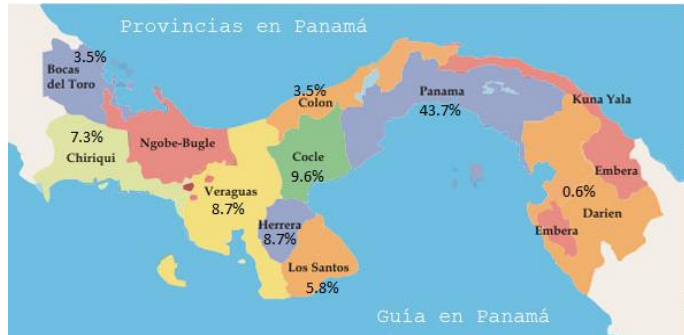 Provincias en Panamá
3.5%
Bocas
del Toro
3.5%
Colon
Panama
43.7%
Kuna Yala
7.3%
Chiriqui
Ngobe-Bugle
Cocle
9.6%
Embera
Veraguas
8.7%
0.6%
Darien
Herrera
8.7%
Embera
Los Santos
5.8%
Guía en Panamá